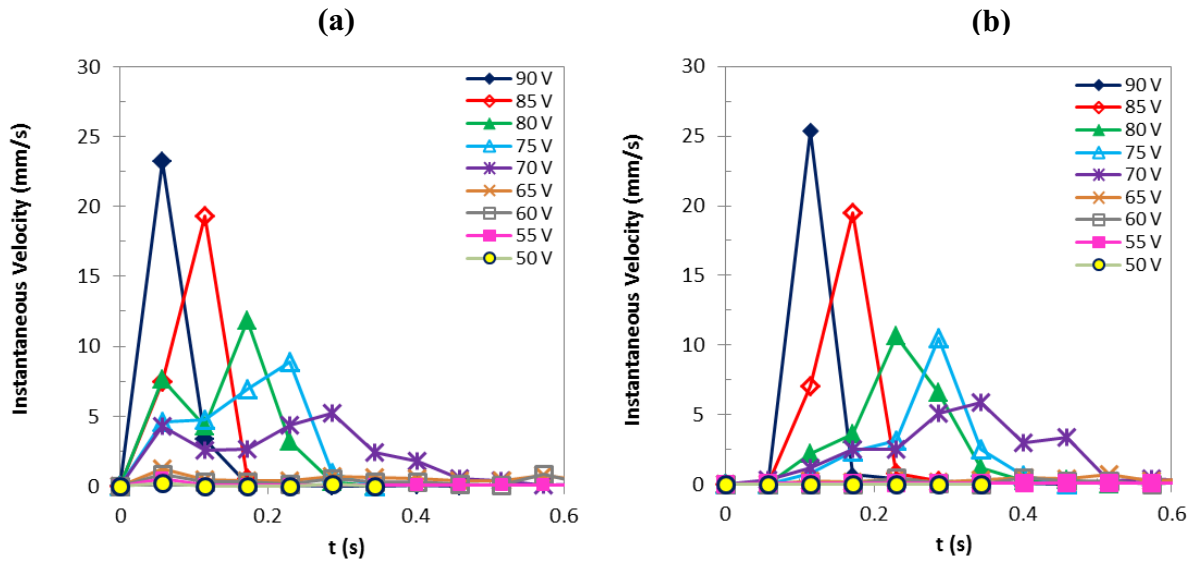 (a)
30
25
20
15
10
5
0
Instantaneous Velocity (mm/s)
90 V
85 V
80 V
75 V
70 V
65 V
60 V
55 V
50 V
0
0.2
0.4
0.6
t (s)
(b)
30
25
20
15
10
5
0
Instantaneous Velocity (mm/s)
90 V
85 V
80 V
75 V
70 V
65 V
60 V
55 V
50 V
0
0.2
0.4
0.6
t (s)